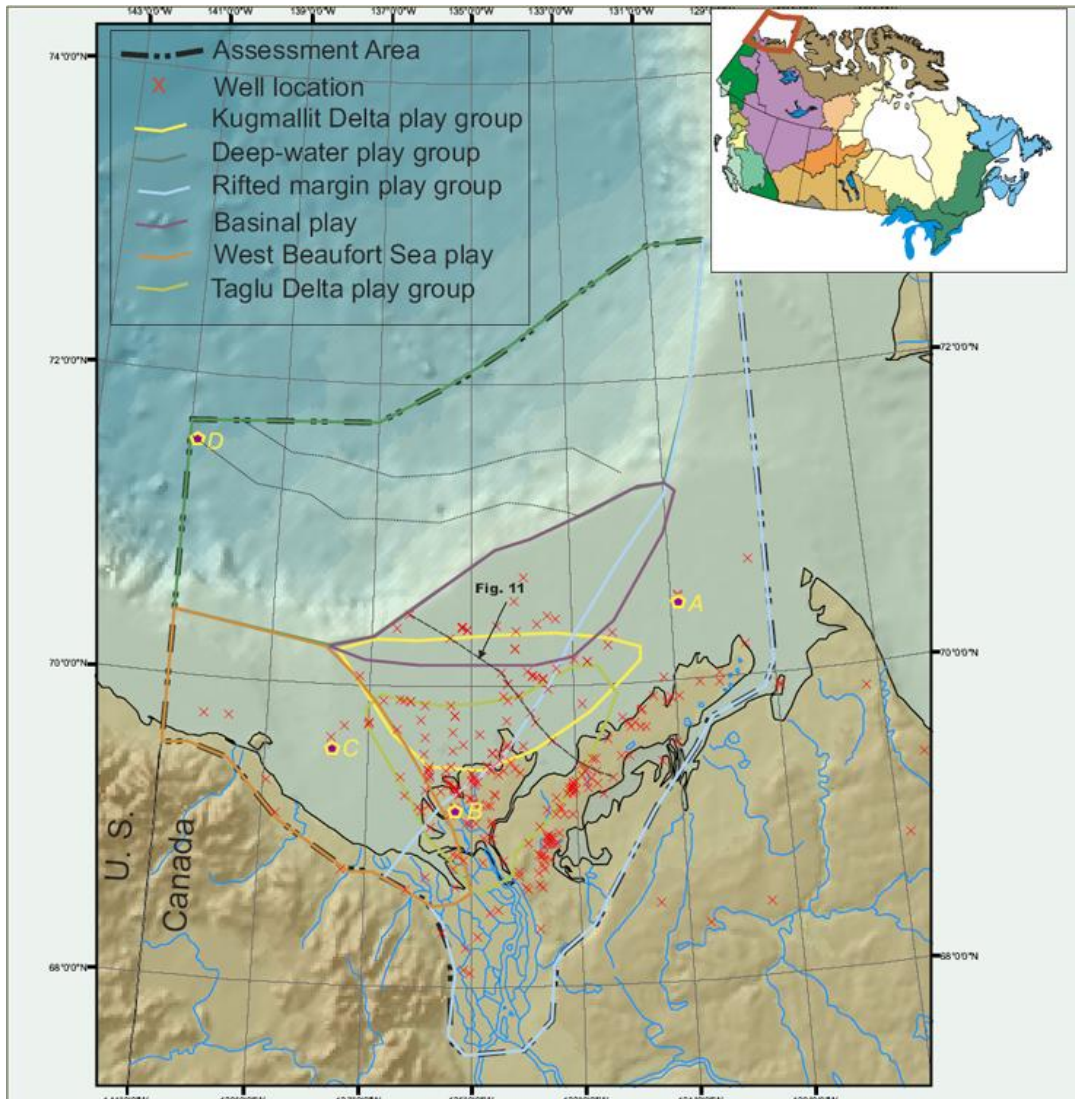 143°0'0"W 141°0'0"W 139°0'0"W 137°0'0"W 135°0'0"W 133°0'0"W 131°0'0"W
74°0'0"N
Assessment Area
X Well location
Kugmallit Delta play group
Deep-water play group
Rifted margin play group
Basinal play
West Beaufort Sea play
Taglu Delta play group
72°0'0"N 72°0'0"N
D
Fig. 11
A
70°0'0"N 70°0'0"N
C
B
U. S.
Canada
68°0'0"N 68°0'0"N